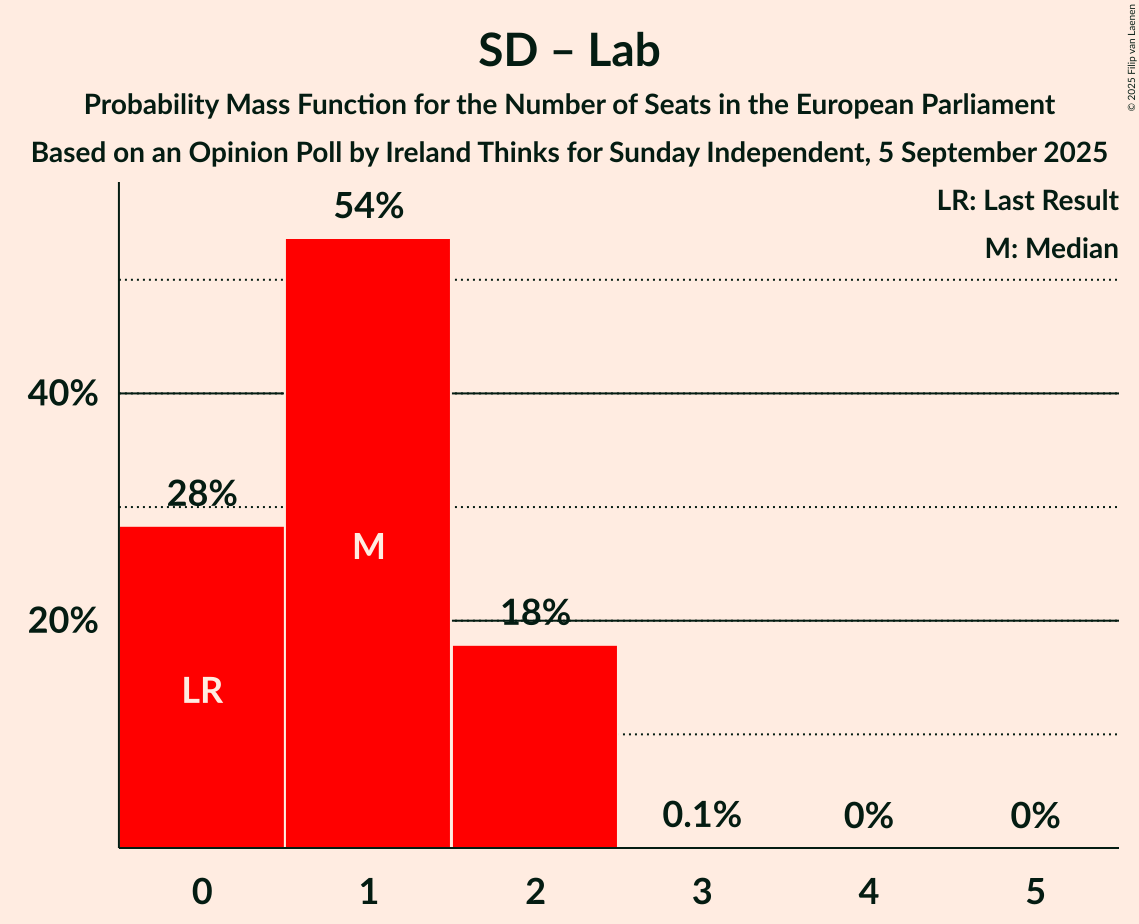 SD – Lab
Probability Mass Function for the Number of Seats in the European Parliament
Based on an Opinion Poll by Ireland Thinks for Sunday Independent, 5 September 2025
© 2025 Filip van Laenen
LR: Last Result
M: Median
54%
40%
28%
M
20%
18%
LR
0.1%
0%
0%
0
1
2
3
4
5